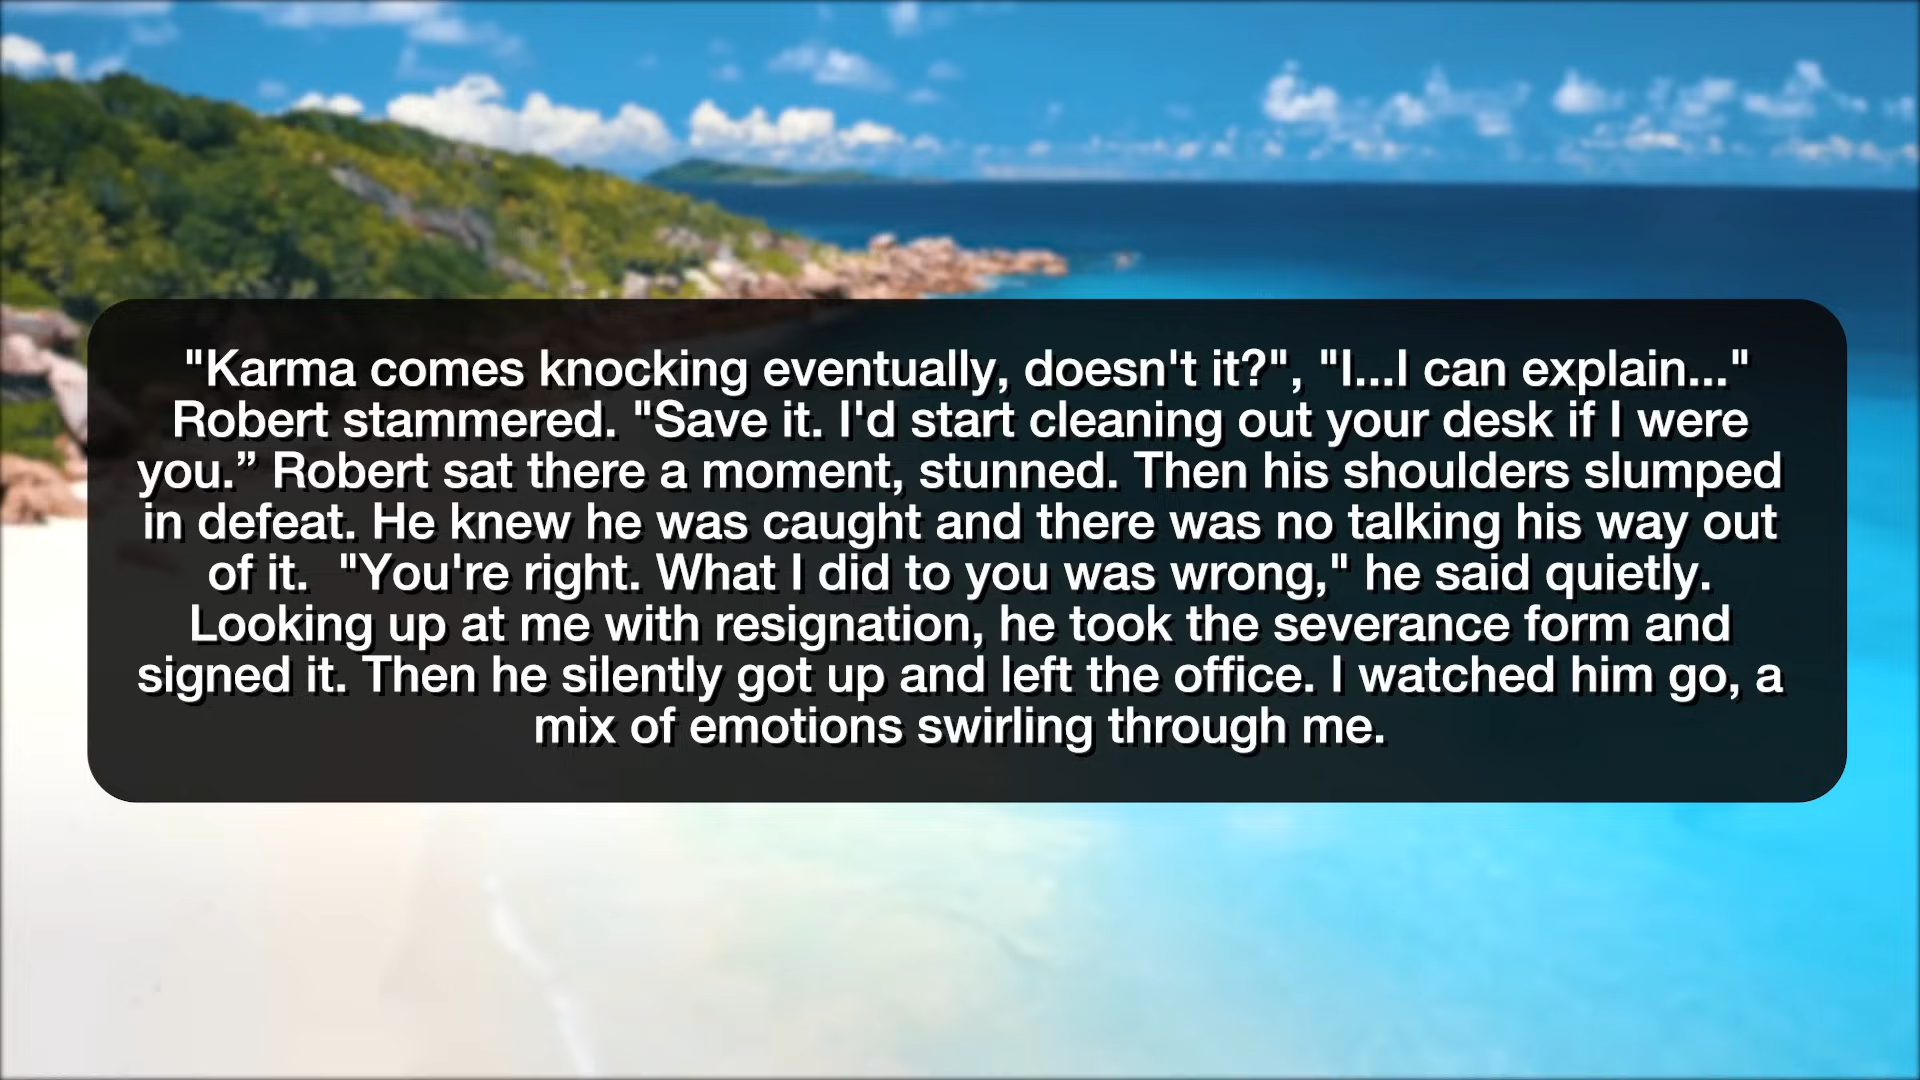 "Karma comes knocking eventually, doesn't it?", "I...I can explain..."
Robert stammered. "Save it. I'd start cleaning out your desk if I were
you.” Robert sat there a moment, stunned. Then his shoulders slumped
in defeat. He knew he was caught and there was no talking his way out
of it.  "You're right. What I did to you was wrong," he said quietly.
Looking up at me with resignation, he took the severance form and
signed it. Then he silently got up and left the office. I watched him go, a
mix of emotions swirling through me.